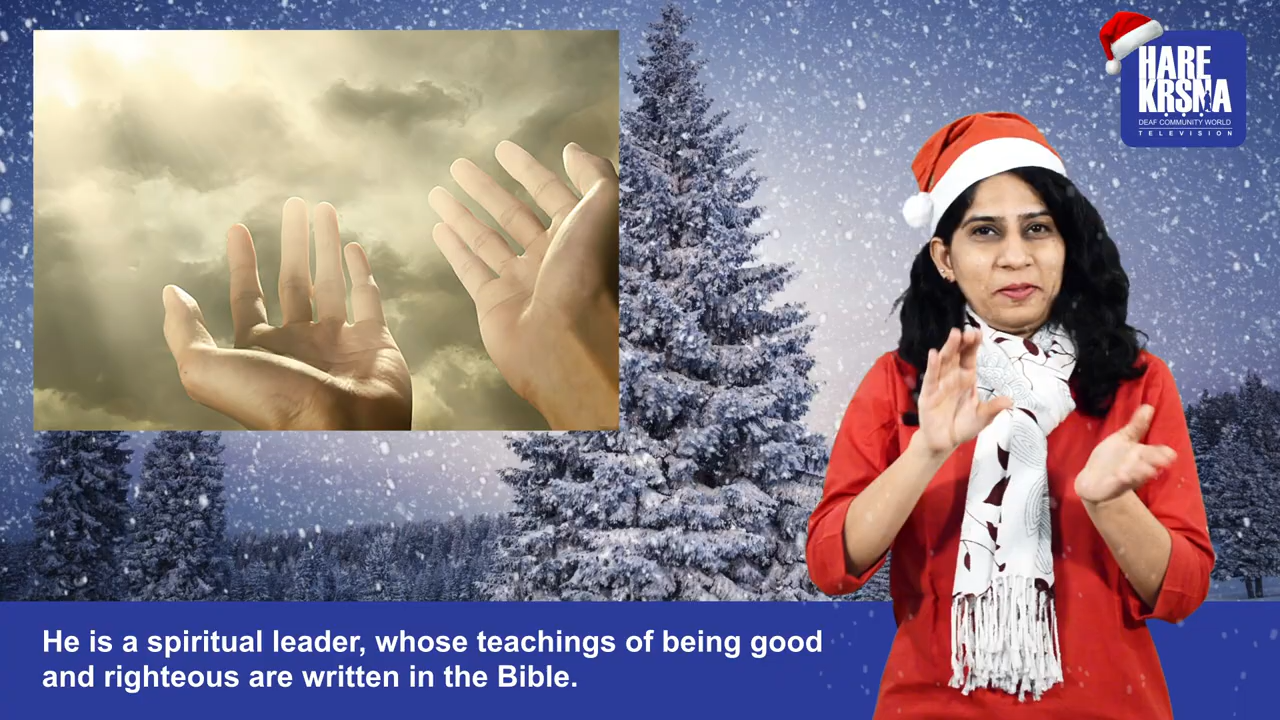 HARE
KRSNA
DEAF COMMUNITY WORLD
TELEVISION
He is a spiritual leader, whose teachings of being good
and righteous are written in the Bible.